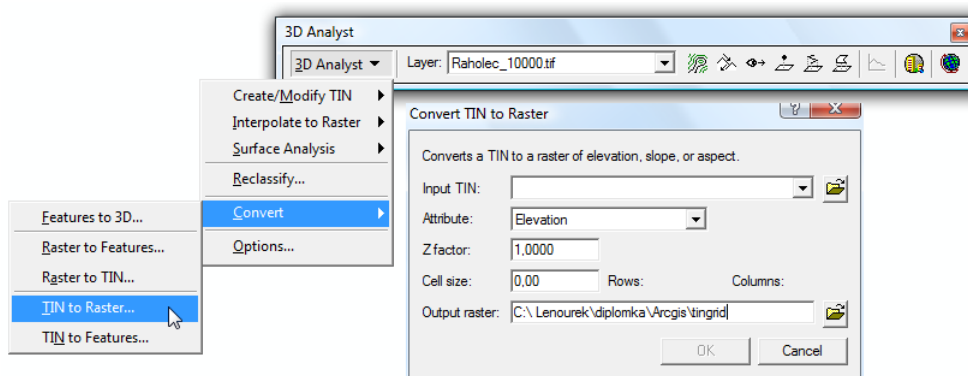 3D Analyst
3D Analyst
Layer: Raholec_10000.tif
Create/Modify TIN
Interpolate to Raster
Surface Analysis
Reclassify...
Convert
Options...
Features to 3D...
Raster to Features...
Raster to TIN...
TIN to Raster...
TIN to Features...
Convert TIN to Raster
?
X
Converts a TIN to a raster of elevation, slope, or aspect.
Input TIN:
Attribute: Elevation
Z factor: 1,0000
Cell size: 0,00 Rows: Columns:
Output raster: C:\ Lenourek\diplomka\Arcgis\tingrid
OK Cancel